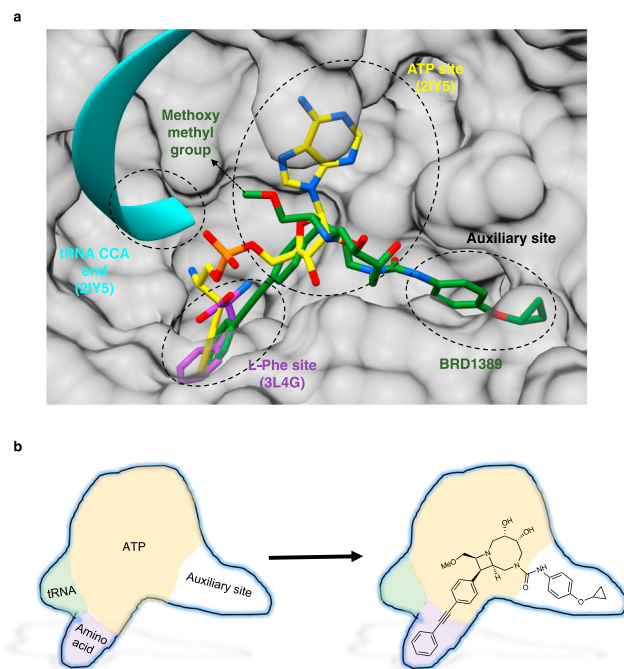 a
ATP site
(2IY5)
Methoxy
methyl
group
tRNA CCA
end
(2IY5)
Auxiliary site
L-Phe site
(3L4G)
BRD1389
b
ATP
tRNA
Auxiliary site
Amino
acid
OH
OH
MeO
N
H
N
NH
O
O